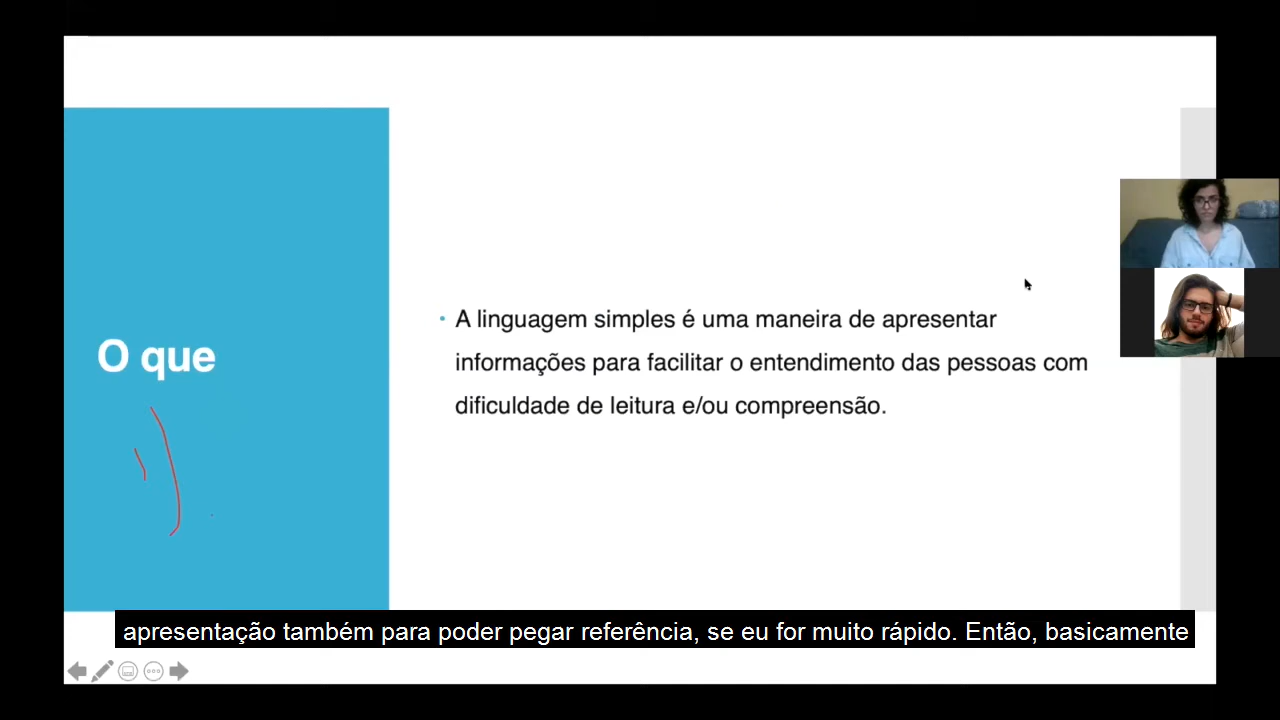 O que
• A linguagem simples é uma maneira de apresentar
informações para facilitar o entendimento das pessoas com
dificuldade de leitura e/ou compreensão.
apresentação também para poder pegar referência, se eu for muito rápido. Então, basicamente